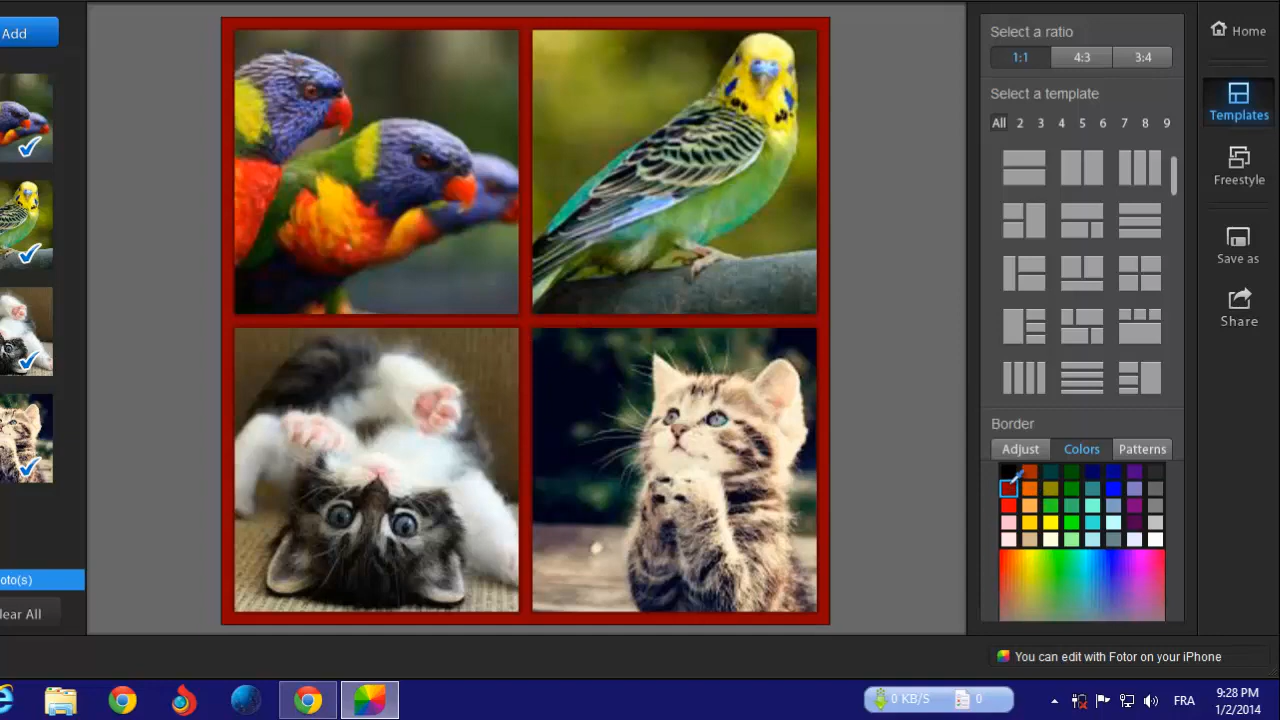 Add
oto(s)
lear All
Select a ratio
1:1 4:3 3:4
Select a template
All 2 3 4 5 6 7 8 9
Border
Adjust Colors Patterns
Home
Templates
Freestyle
Save as
Share
You can edit with Fotor on your iPhone
0 KB/S 0
FRA
9:28 PM
1/2/2014